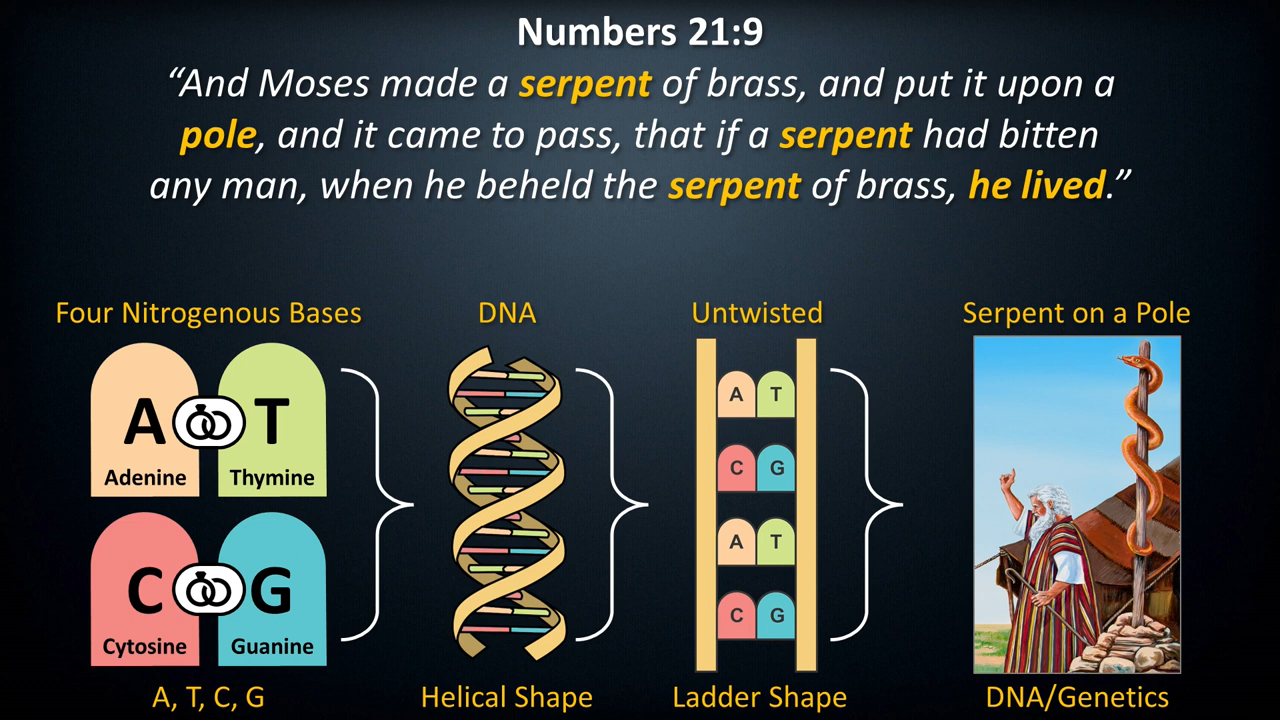 Numbers 21:9
“And Moses made a serpent of brass, and put it upon a
pole, and it came to pass, that if a serpent had bitten
any man, when he beheld the serpent of brass, he lived.”
Four Nitrogenous Bases
DNA
Untwisted
Serpent on a Pole
A T
Adenine Thymine
C G
Cytosine Guanine
A T
C G
A T
C G
A, T, C, G
Helical Shape
Ladder Shape
DNA/Genetics